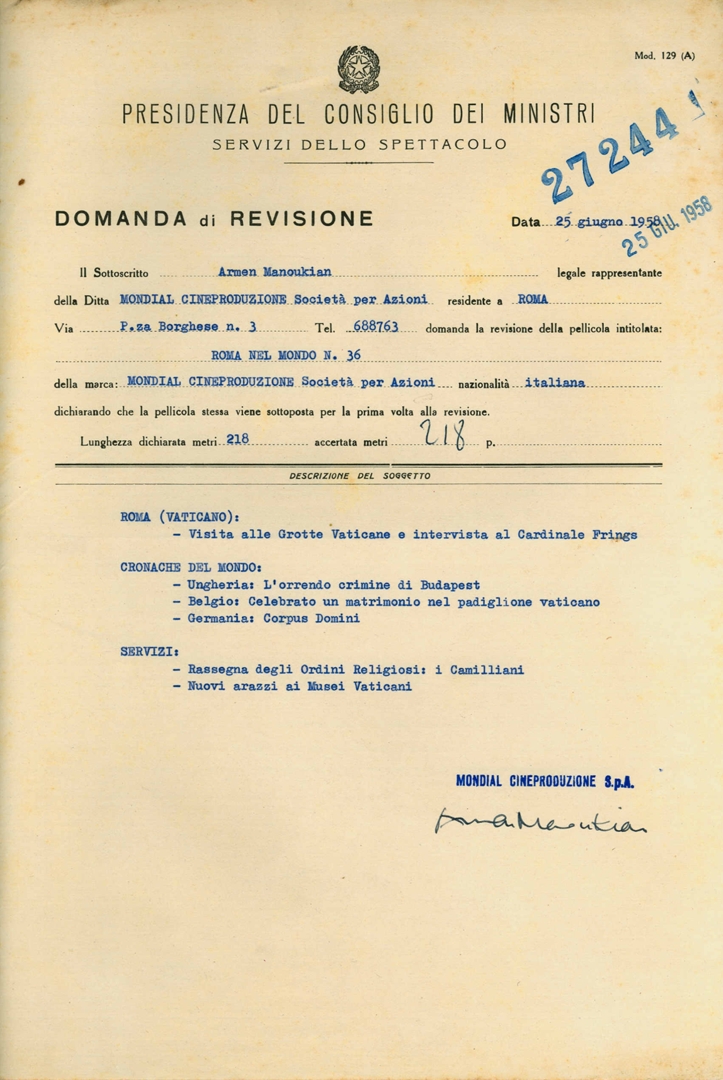 Mod. 129 (A)
PRESIDENZA DEL CONSIGLIO DEI MINISTRI
SERVIZI DELLO SPETTACOLO
27244
DOMANDA di REVISIONE
Data 25 giugno 1958
25 GIU. 1958
Il Sottoscritto Armen Manoukian legale rappresentante
della Ditta MONDIAL CINEPRODUZIONE Società per Azioni residente a ROMA
Via P.za Borghese n. 3 Tel. 688763 domanda la revisione della pellicola intitolata:
ROMA NEL MONDO N. 36
della marca: MONDIAL CINEPRODUZIONE Società per Azioni nazionalità italiana
dichiarando che la pellicola stessa viene sottoposta per la prima volta alla revisione.
Lunghezza dichiarata metri 218 accertata metri 218 p.
DESCRIZIONE DEL SOGGETTO
ROMA (VATICANO):
- Visita alle Grotte Vaticane e intervista al Cardinale Frings
CRONACHE DEL MONDO:
- Ungheria: L'orrendo crimine di Budapest
- Belgio: Celebrato un matrimonio nel padiglione vaticano
- Germania: Corpus Domini
SERVIZI:
- Rassegna degli Ordini Religiosi: i Camilliani
- Nuovi arazzi ai Musei Vaticani
MONDIAL CINEPRODUZIONE S.p.A.
Armen Manoukian